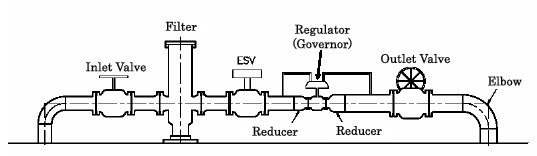 Filter
Regulator
(Governor)
Inlet Valve
ESV
Outlet Valve
Elbow
Reducer
Reducer